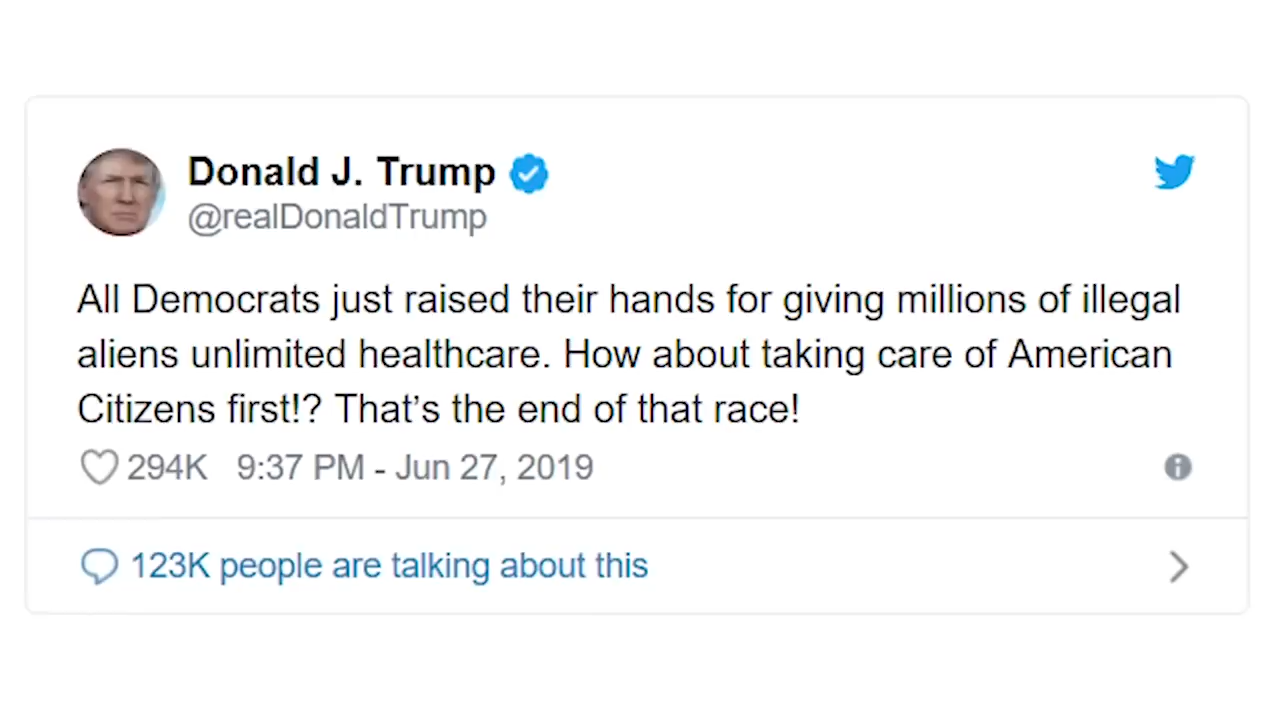 Donald J. Trump
@realDonaldTrump
All Democrats just raised their hands for giving millions of illegal
aliens unlimited healthcare. How about taking care of American
Citizens first!? That’s the end of that race!
294K 9:37 PM - Jun 27, 2019
123K people are talking about this